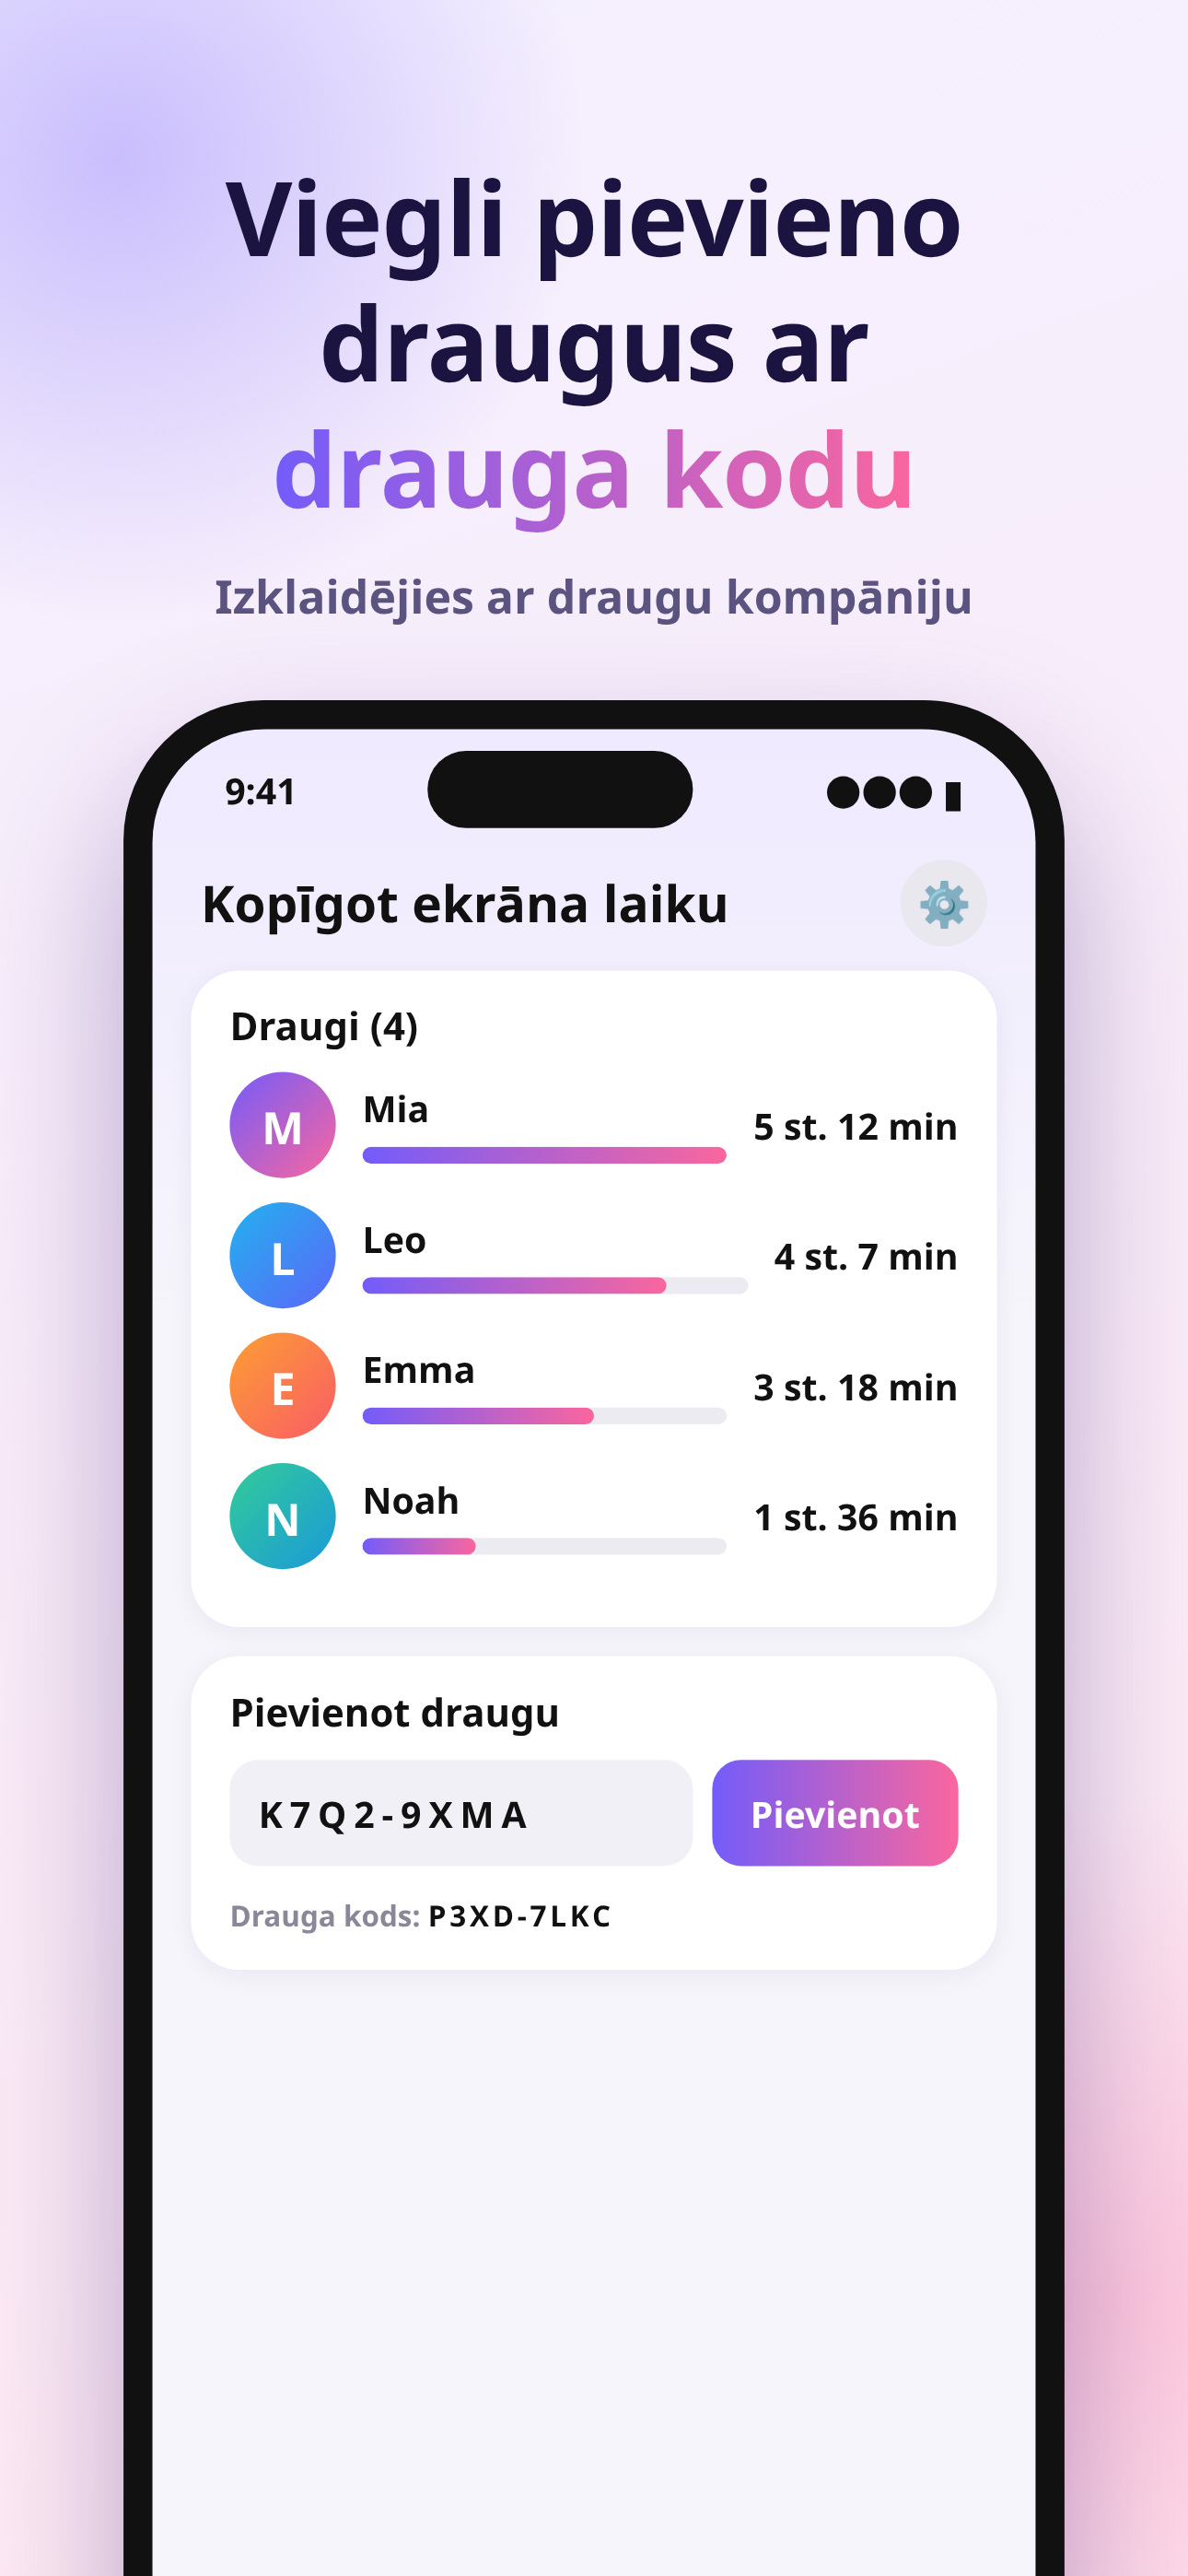 Viegli pievieno
draugus ar
drauga kodu
Izklaidējies ar draugu kompāniju
9:41
Kopīgot ekrāna laiku
Draugi (4)
M
Mia
5 st. 12 min
L
Leo
4 st. 7 min
E
Emma
3 st. 18 min
N
Noah
1 st. 36 min
Pievienot draugu
K7Q2-9XMA
Pievienot
Drauga kods: P3XD-7LKC